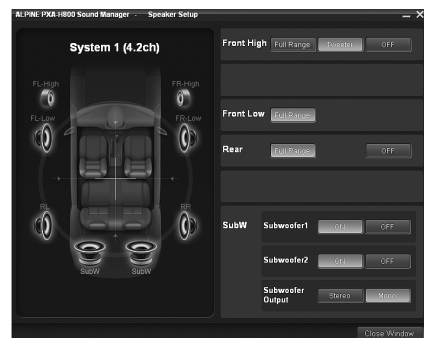 ALPINE PXA-H800 Sound Manager - Speaker Setup
System 1 (4.2ch)
FL-High
FR-High
FL-Low
FR-Low
RL
RR
SubW
SubW
Front High Full Range Tweeter OFF
Front Low Full Range
Rear Full Range OFF
SubW Subwoofer1 ON OFF
Subwoofer2 ON OFF
Subwoofer
Output Stereo Mono
Close Window